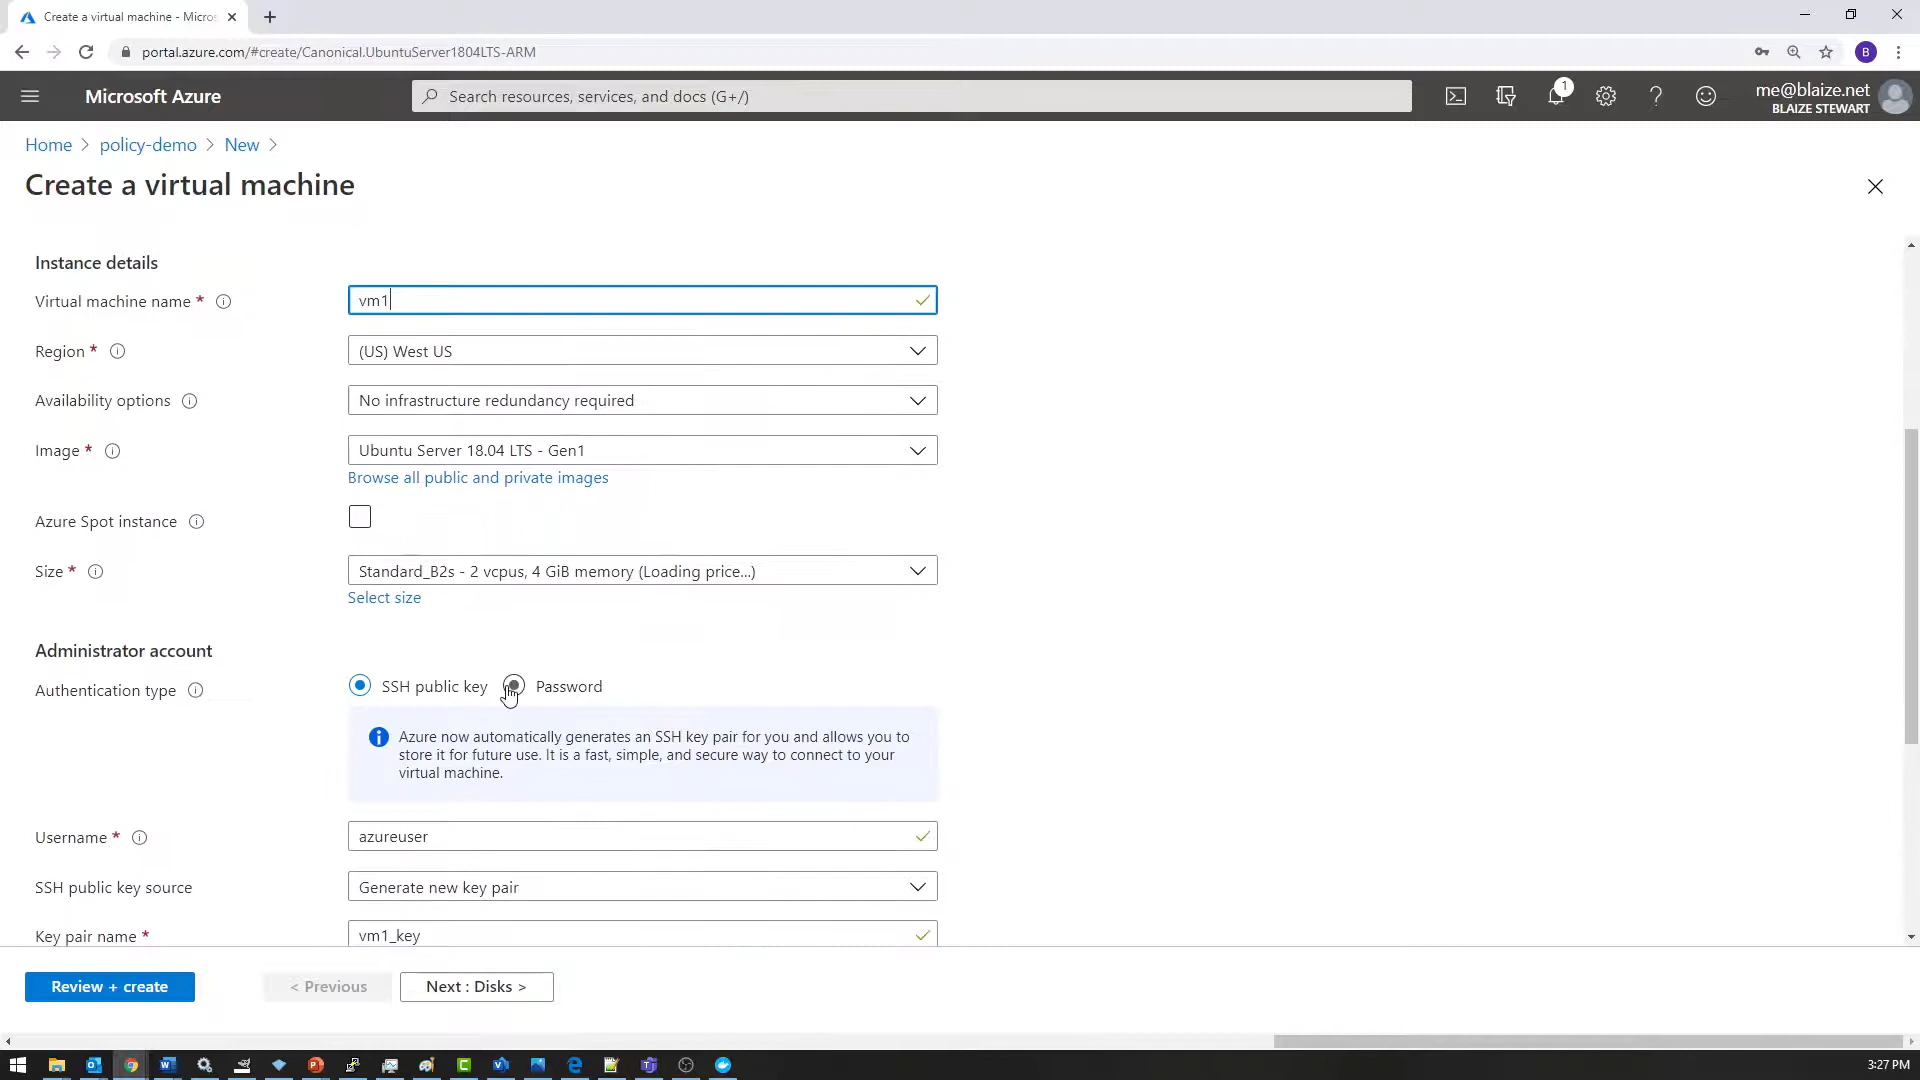 Create a virtual machine - Micros
portal.azure.com/#create/Canonical.UbuntuServer1804LTS-ARM
B
Microsoft Azure
Search resources, services, and docs (G+/)
1
me@blaize.net
BLAIZE STEWART
Home > policy-demo > New >
Create a virtual machine
Instance details
Virtual machine name *
vm1
Region *
(US) West US
Availability options
No infrastructure redundancy required
Image *
Ubuntu Server 18.04 LTS - Gen1
Browse all public and private images
Azure Spot instance
Size *
Standard_B2s - 2 vcpus, 4 GiB memory (Loading price...)
Select size
Administrator account
Authentication type
SSH public key
Password
Azure now automatically generates an SSH key pair for you and allows you to
store it for future use. It is a fast, simple, and secure way to connect to your
virtual machine.
Username *
azureuser
SSH public key source
Generate new key pair
Key pair name *
vm1_key
Review + create
< Previous
Next : Disks >
3:27 PM